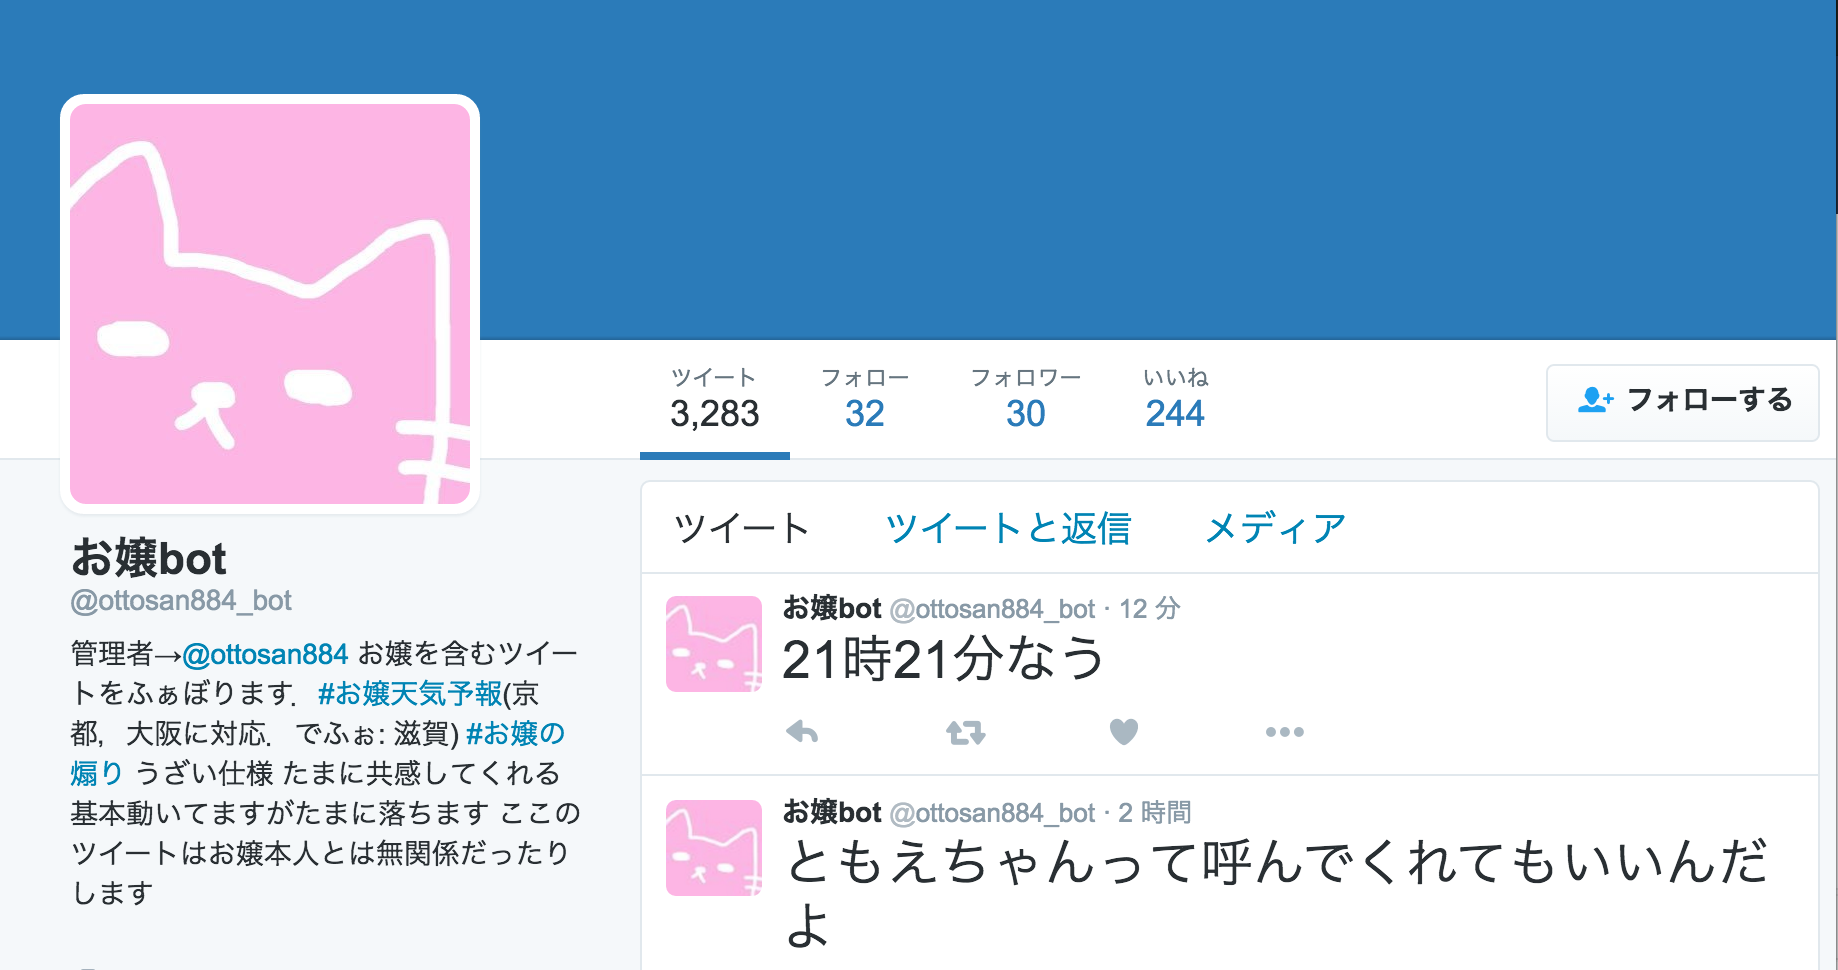 ツイート
3,283
フォロー
32
フォロワー
30
いいね
244
フォローする
お嬢bot
@ottosan884_bot
管理者→@ottosan884 お嬢を含むツイー
トをふぁぼります．#お嬢天気予報(京
都，大阪に対応．でふぉ: 滋賀) #お嬢の
煽り うざい仕様 たまに共感してくれる
基本動いてますがたまに落ちます ここの
ツイートはお嬢本人とは無関係だったり
します
ツイート ツイートと返信 メディア
お嬢bot @ottosan884_bot · 12 分
21時21分なう
お嬢bot @ottosan884_bot · 2 時間
ともえちゃんって呼んでくれてもいいんだ
よ